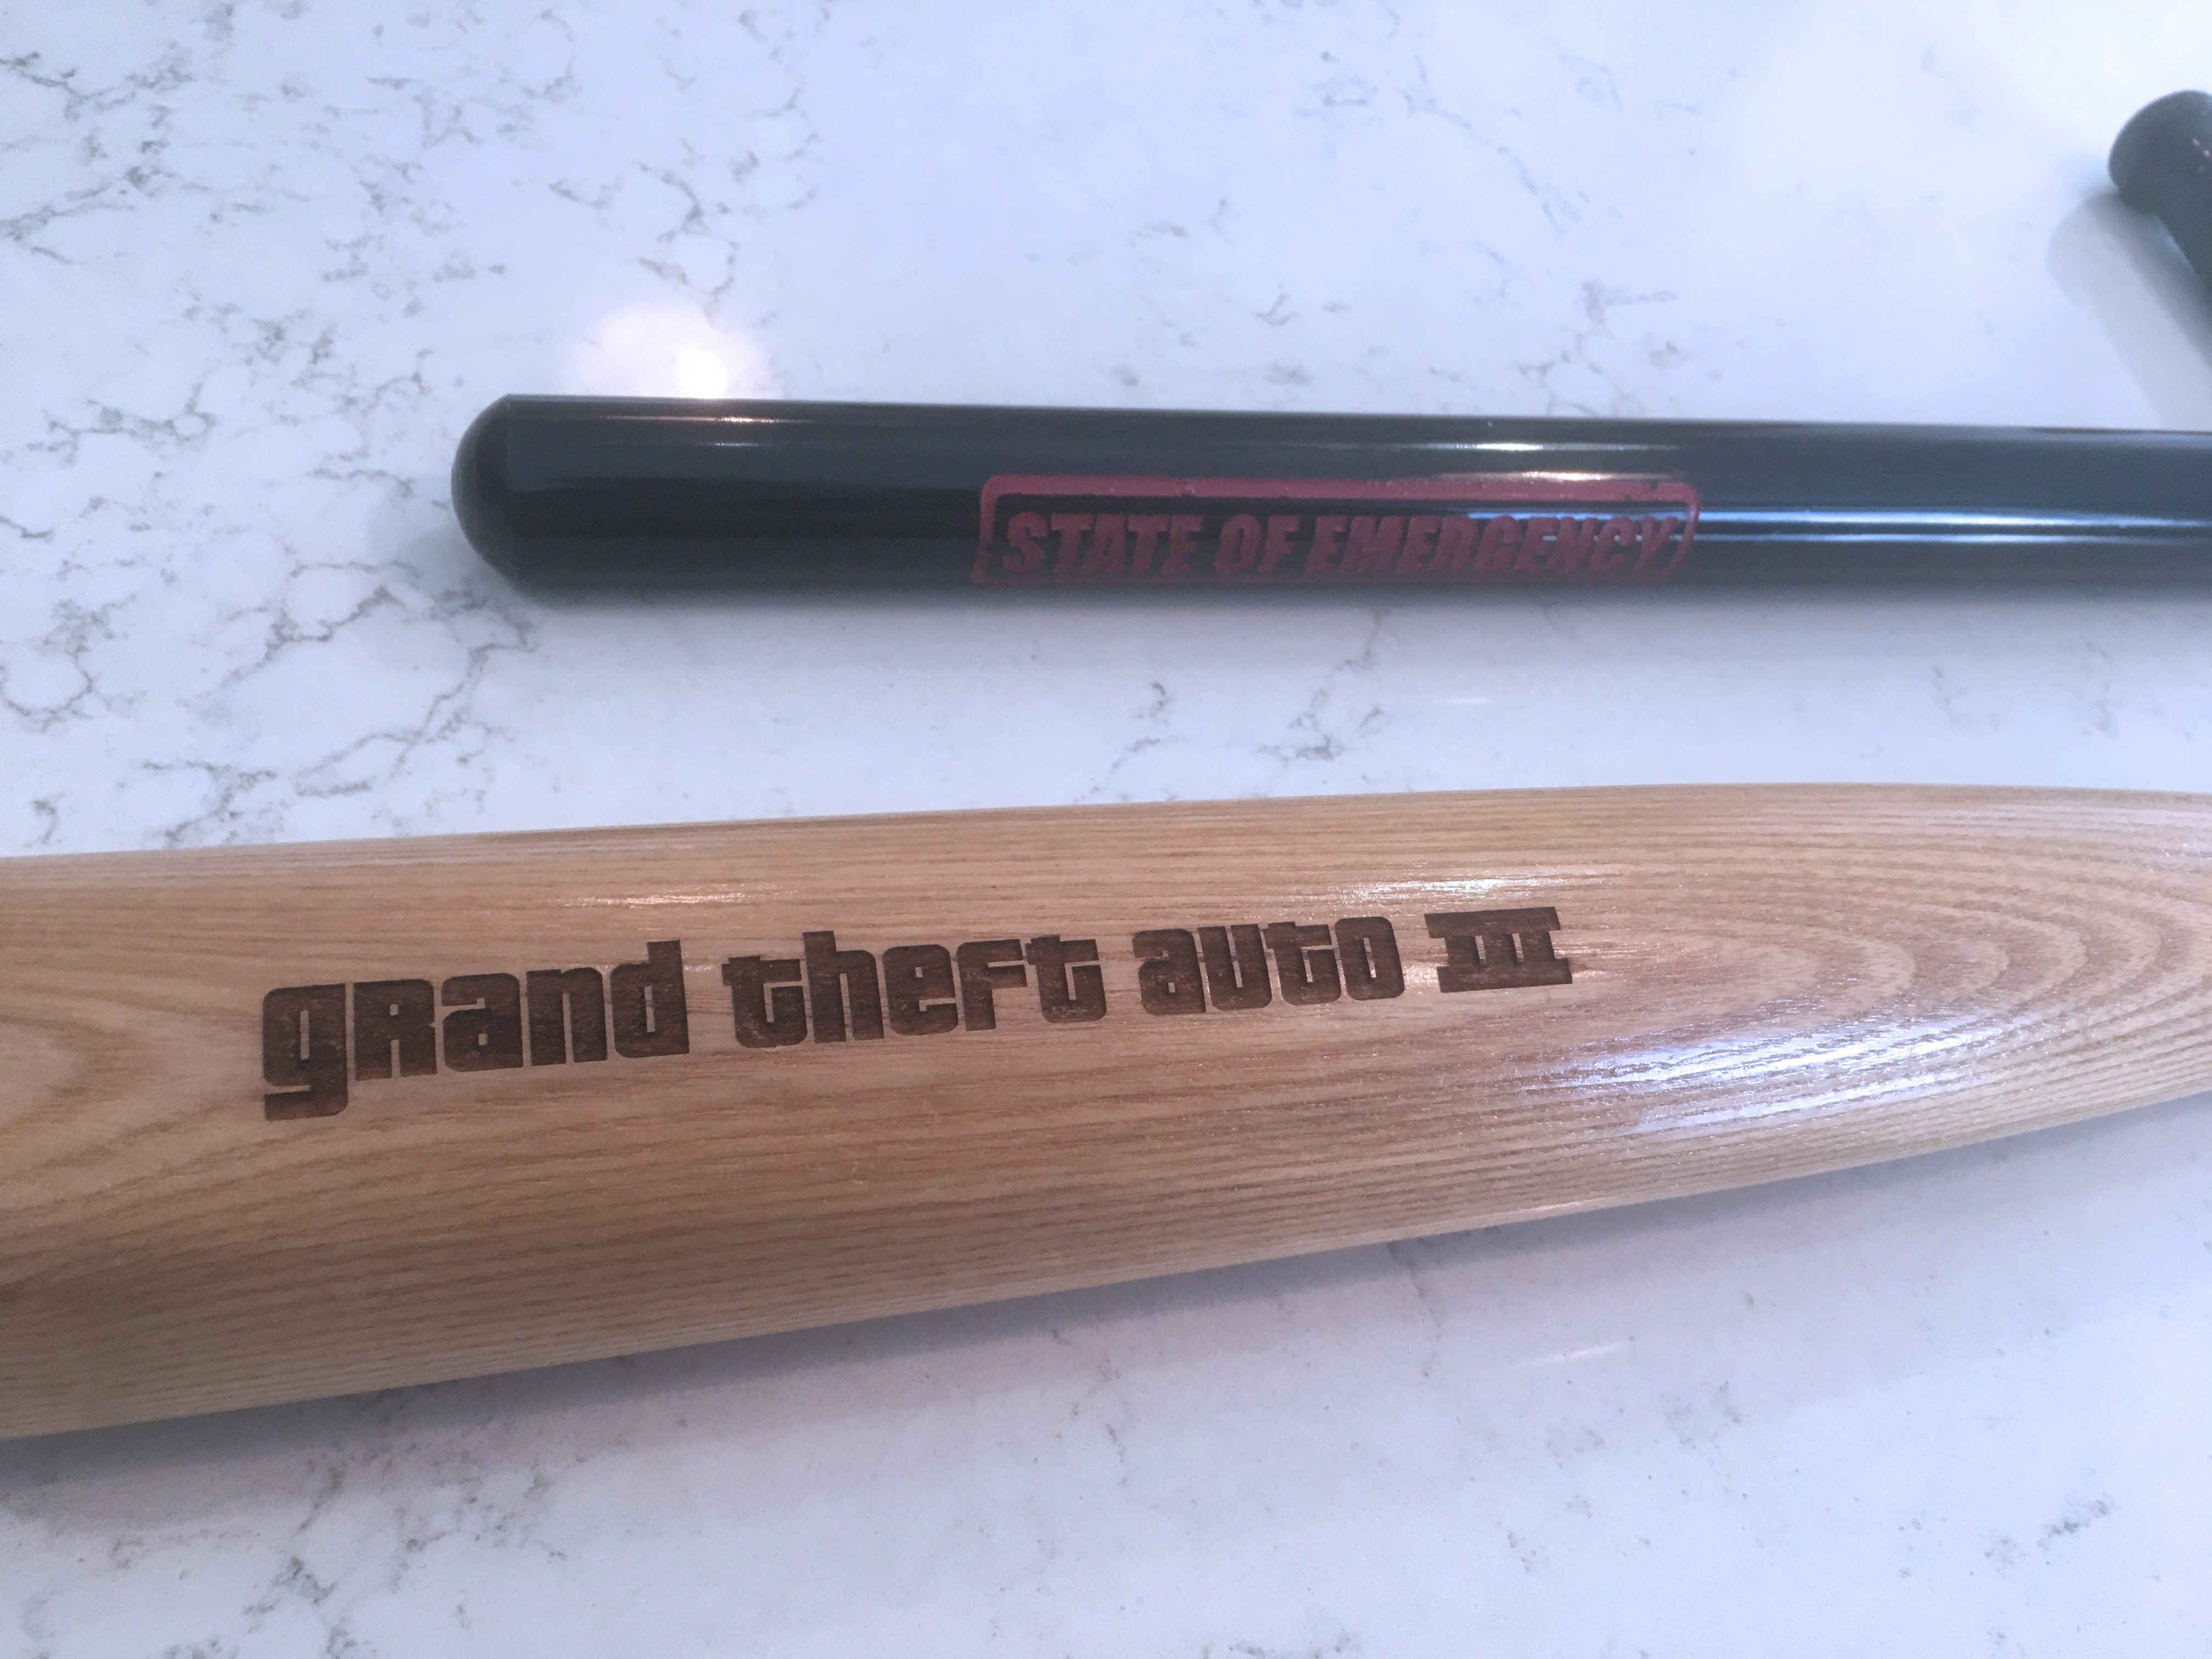 STATE OF EMERGENCY
grand theft auto III